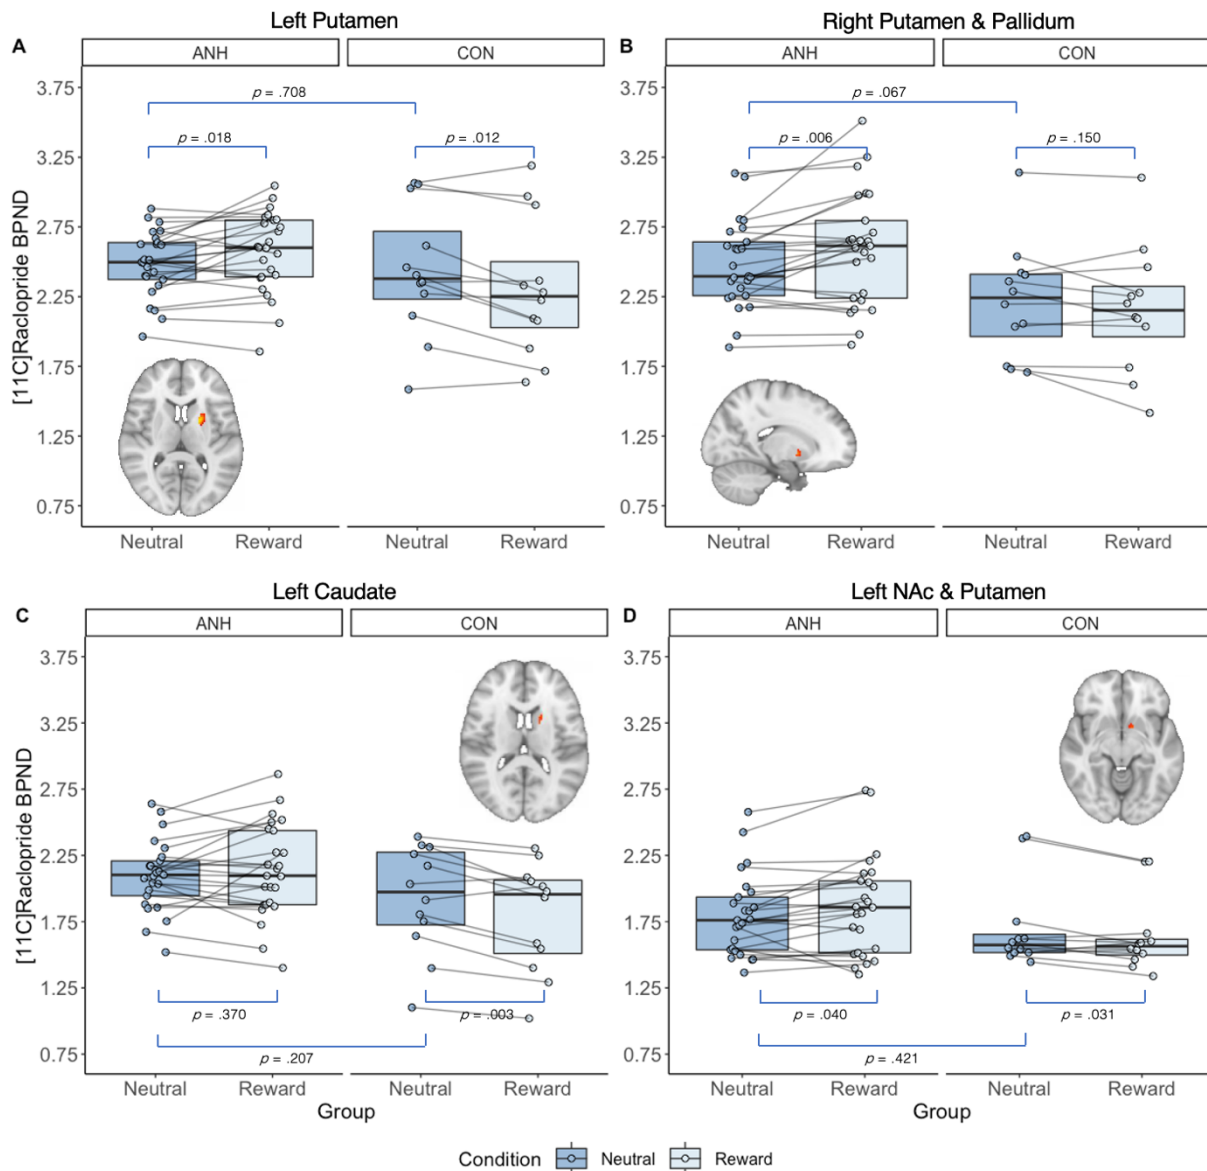 Left Putamen
Right Putamen & Pallidum
A
ANH
CON
B
ANH
CON
[11C]Raclopride BPND
3.75
3.25
2.75
2.25
1.75
1.25
0.75
p = .708
p = .018
p = .012
Neutral
Reward
Neutral
Reward
3.75
3.25
2.75
2.25
1.75
1.25
0.75
p = .067
p = .006
p = .150
Neutral
Reward
Neutral
Reward
Left Caudate
Left NAc & Putamen
C
ANH
CON
D
ANH
CON
[11C]Raclopride BPND
3.75
3.25
2.75
2.25
1.75
1.25
0.75
p = .370
p = .003
p = .207
Neutral
Reward
Neutral
Reward
Group
3.75
3.25
2.75
2.25
1.75
1.25
0.75
p = .040
p = .031
p = .421
Neutral
Reward
Neutral
Reward
Group
Condition Neutral Reward